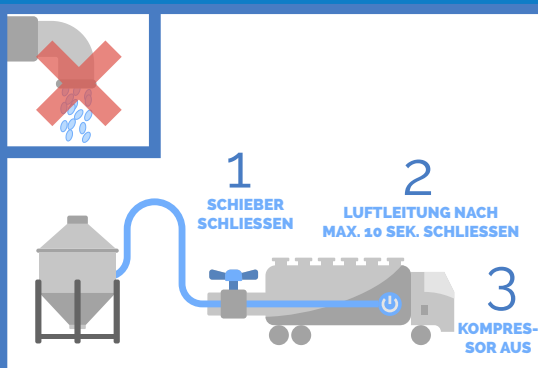 1
SCHIEBER
SCHLIESSEN
2
LUFTLEITUNG NACH
MAX. 10 SEK. SCHLIESSEN
3
KOMPRES-
SOR AUS